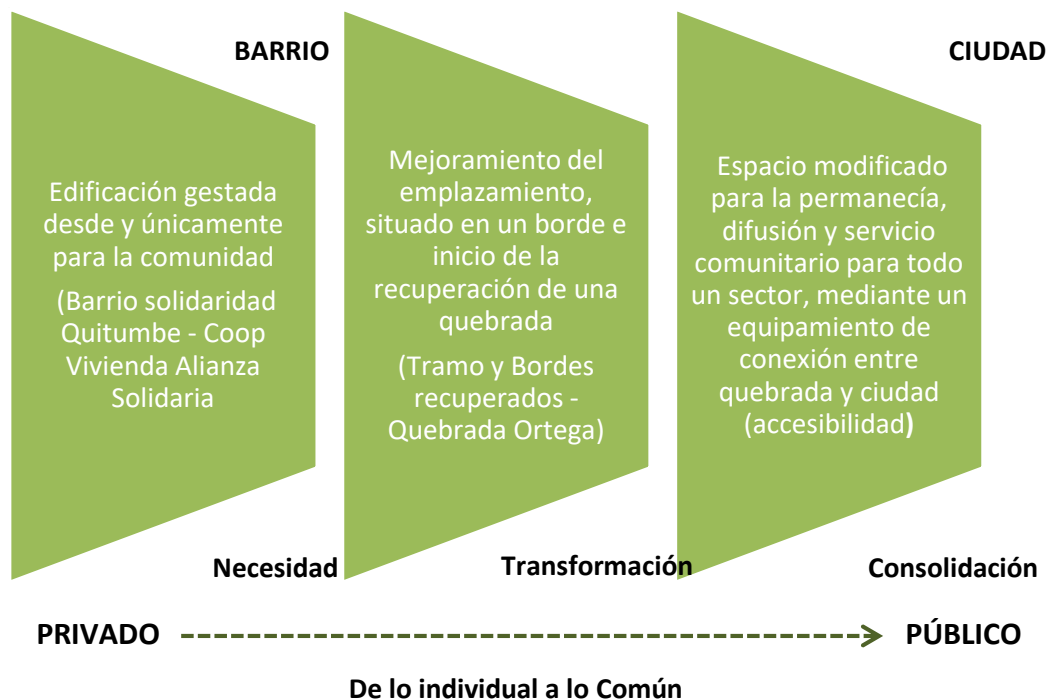 BARRIO
CIUDAD
Edificación gestada
desde y únicamente
para la comunidad
(Barrio solidaridad
Quitumbe - Coop
Vivienda Alianza
Solidaria
Mejoramiento del
emplazamiento,
situado en un borde e
inicio de la
recuperación de una
quebrada
(Tramo y Bordes
recuperados -
Quebrada Ortega)
Espacio modificado
para la permanecía,
difusión y servicio
comunitario para todo
un sector, mediante un
equipamiento de
conexión entre
quebrada y ciudad
(accesibilidad)
Necesidad
Transformación
Consolidación
PRIVADO
PÚBLICO
De lo individual a lo Común